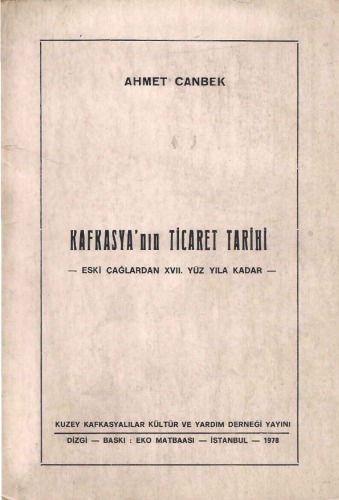 AHMET CANBEK
KAFKASYA'nın TİCARET TARİHİ
— ESKİ ÇAĞLARDAN XVII. YÜZ YILA KADAR —
KUZEY KAFKASYALILAR KÜLTÜR VE YARDIM DERNEĞİ YAYINI
DİZGİ — BASKI : EKO MATBAASI — İSTANBUL — 1978